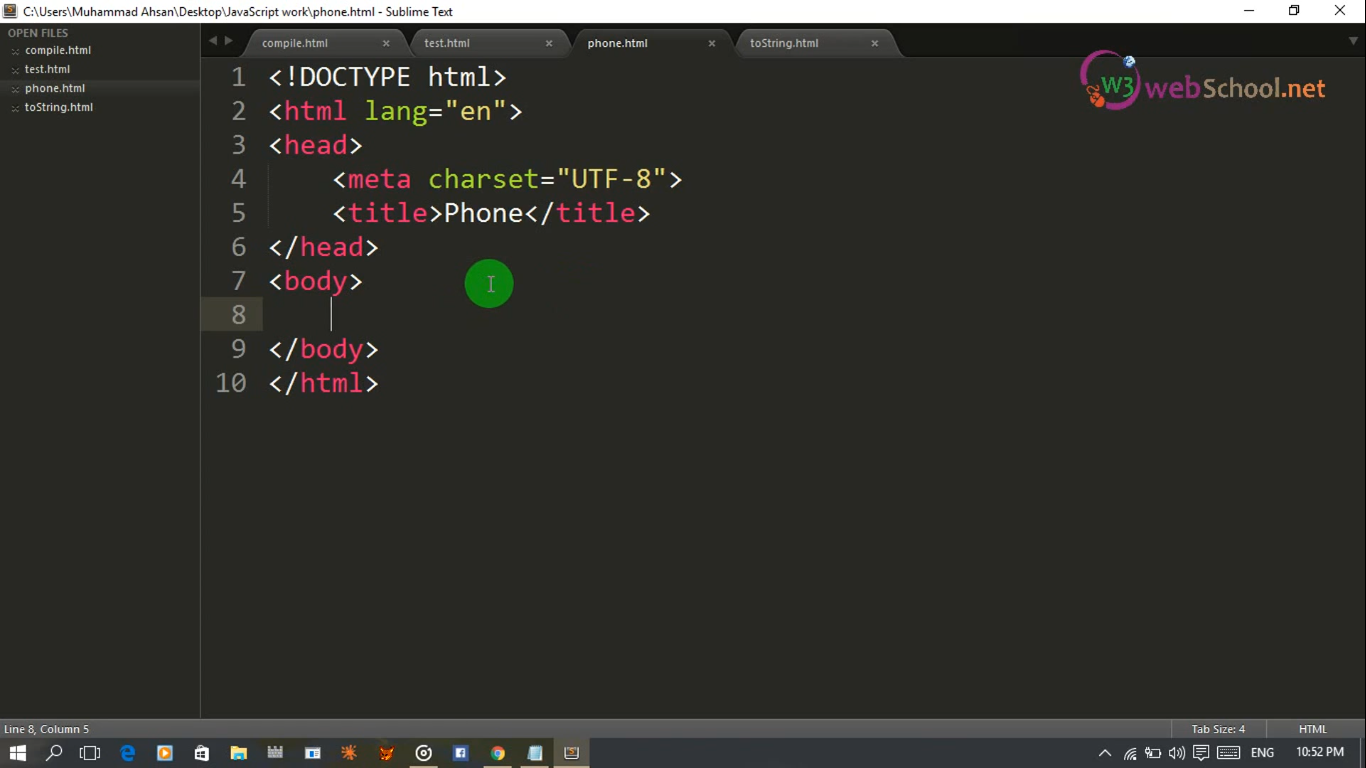 C:\Users\Muhammad Ahsan\Desktop\JavaScript work\phone.html - Sublime Text
OPEN FILES
compile.html
test.html
phone.html
toString.html
compile.html × test.html × phone.html × toString.html ×
W3 webSchool.net
1 <!DOCTYPE html>
2 <html lang="en">
3 <head>
4     <meta charset="UTF-8">
5     <title>Phone</title>
6 </head>
7 <body>
8
9 </body>
10 </html>
Line 8, Column 5 Tab Size: 4 HTML
ENG 10:52 PM